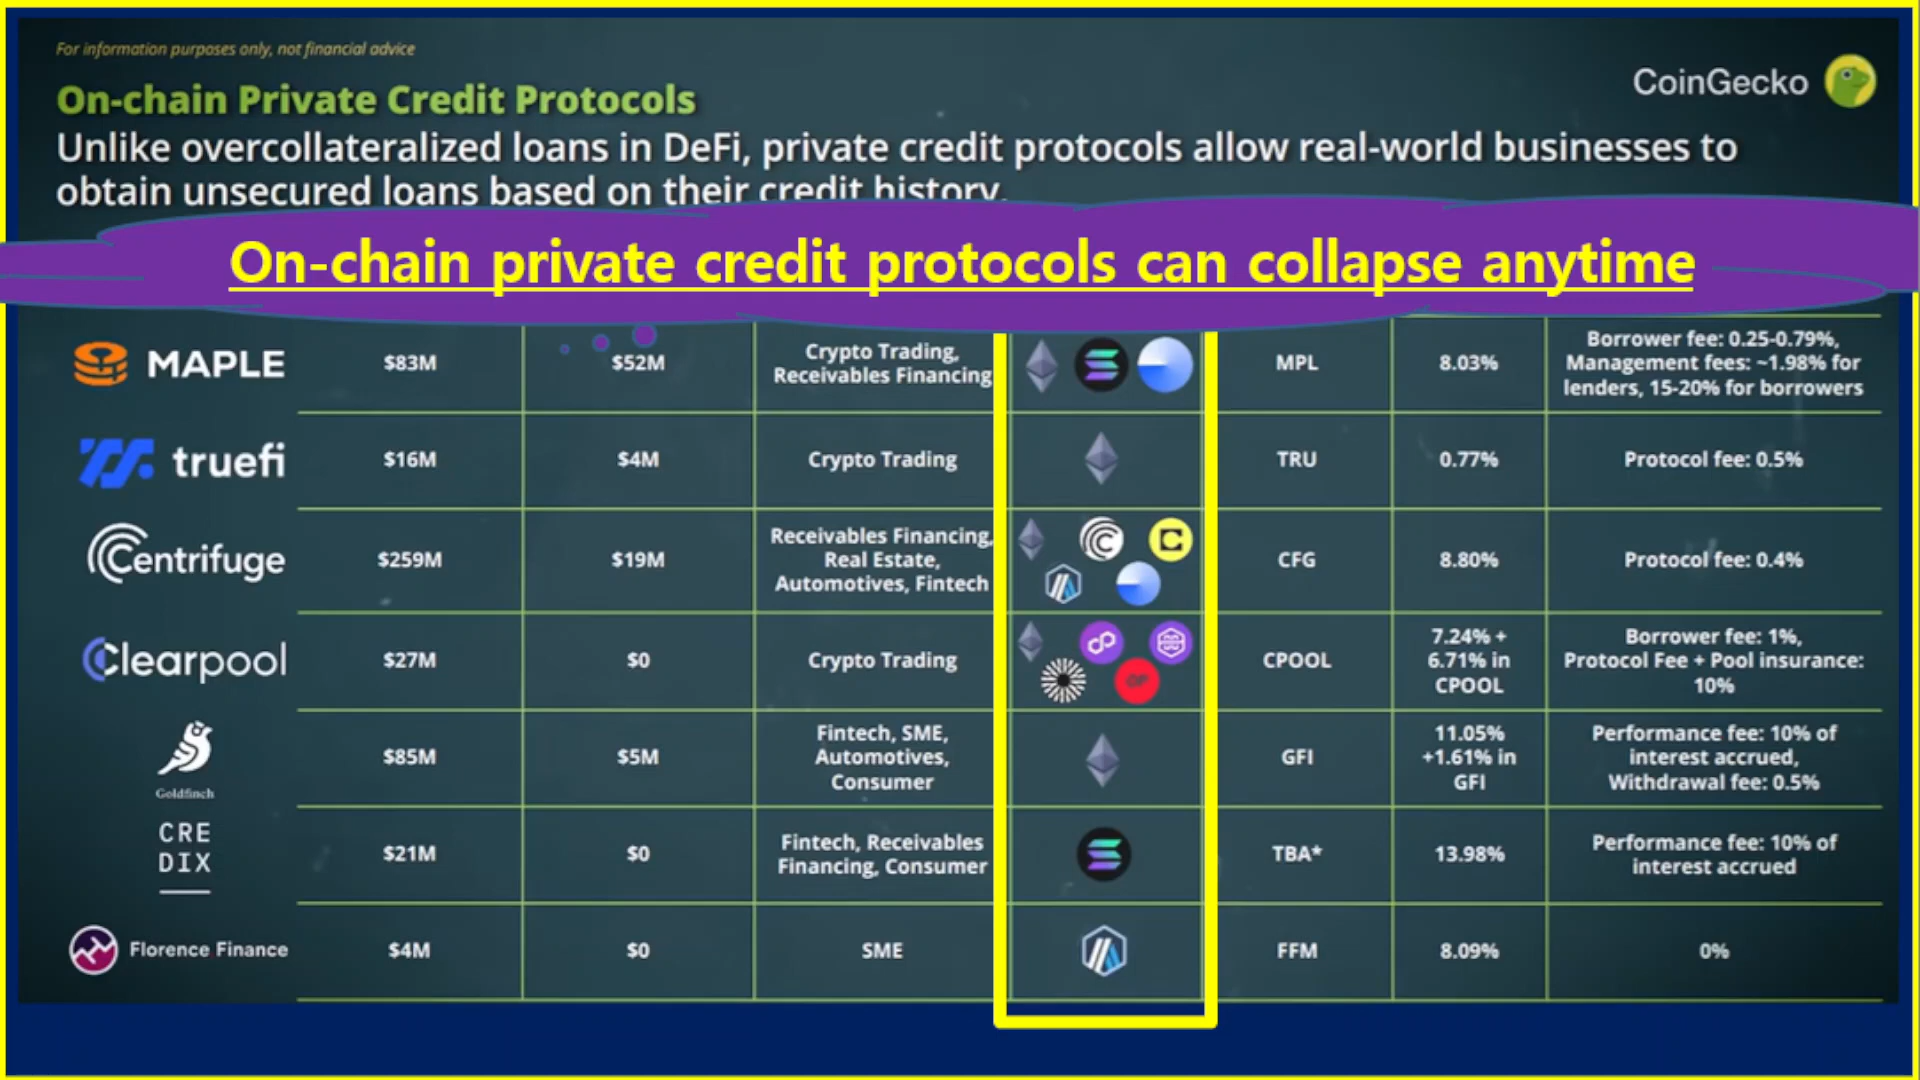 For information purposes only, not financial advice
CoinGecko
On-chain Private Credit Protocols
Unlike overcollateralized loans in DeFi, private credit protocols allow real-world businesses to
obtain unsecured loans based on their credit history.
On-chain private credit protocols can collapse anytime
MAPLE
$83M
$52M
Crypto Trading,
Receivables Financing
MPL
8.03%
Borrower fee: 0.25-0.79%,
Management fees: ~1.98% for
lenders, 15-20% for borrowers
truefi
$16M
$4M
Crypto Trading
TRU
0.77%
Protocol fee: 0.5%
Centrifuge
$259M
$19M
Receivables Financing,
Real Estate,
Automotives, Fintech
CFG
8.80%
Protocol fee: 0.4%
Clearpool
$27M
$0
Crypto Trading
OP
CPOOL
7.24% +
6.71% in
CPOOL
Borrower fee: 1%,
Protocol Fee + Pool insurance:
10%
Goldfinch
$85M
$5M
Fintech, SME,
Automotives,
Consumer
GFI
11.05%
+1.61% in
GFI
Performance fee: 10% of
interest accrued,
Withdrawal fee: 0.5%
CRE
DIX
$21M
$0
Fintech, Receivables
Financing, Consumer
TBA*
13.98%
Performance fee: 10% of
interest accrued
Florence Finance
$4M
$0
SME
FFM
8.09%
0%